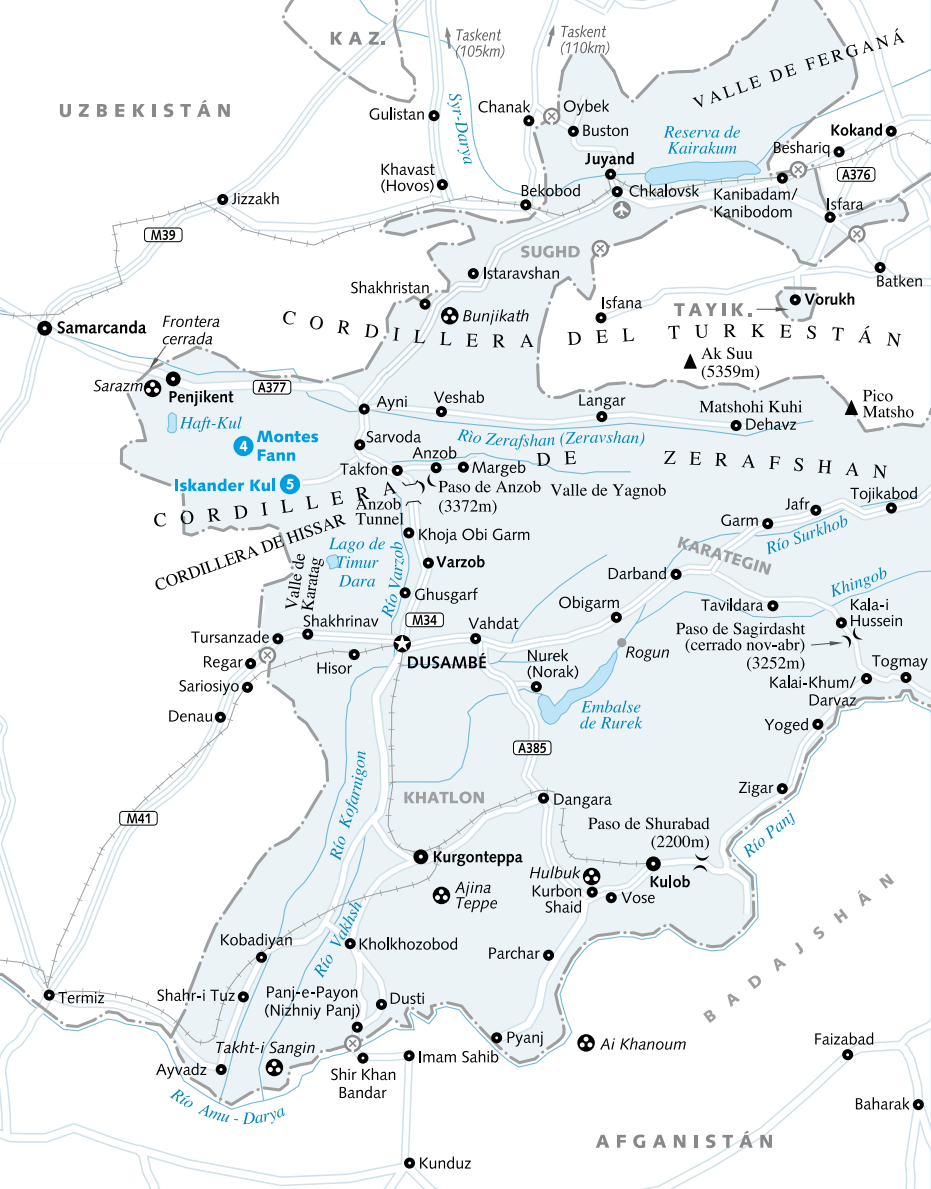 KAZ.
Taskent
(105km)
Taskent
(110km)
VALLE DE FERGANÁ
UZBEKISTÁN
Syr-Darya
Gulistan
Chanak
Oybek
Buston
Reserva de
Kairakum
Kokand
Beshariq
A376
Juyand
Khavast
(Hovos)
Chkalovsk
Kanibadam/
Kanibodom
Bekobod
Isfara
Jizzakh
M39
SUGHD
Istaravshan
Batken
Shakhristan
Isfana
TAYIK.
Vorukh
Bunjikath
Samarcanda
Frontera
cerrada
CORDILLERA DEL TURKESTÁN
Ak Suu
(5359m)
Sarazm
Penjikent
A377
Ayni
Veshab
Langar
Matshohi Kuhi
Dehavz
Pico
Matsho
Haft-Kul
4 Montes
Fann
Sarvoda
Rìo Zerafshan (Zeravshan)
Anzob
Takfon
Margeb
DE ZERAFSHAN
Iskander Kul 5
CORDILLERA
Paso de Anzob
(3372m)
Valle de Yagnob
Anzob
Tunnel
Tojikabod
Jafr
Garm
Río Surkhob
CORDILLERA DE HISSAR
Khoja Obi Garm
Lago de
Timur
Dara
Río Varzob
Varzob
KARATEGIN
Valle de
Karatag
Darband
Khingob
Ghusgarf
Obigarm
Tavildara
Kala-i
Hussein
M34
Shakhrinav
Vahdat
Paso de Sagirdasht
(cerrado nov-abr)
(3252m)
Tursanzade
Regar
Hisor
DUSAMBÉ
Rogun
Nurek
(Norak)
Togmay
Sariosiyo
Kalai-Khum/
Darvaz
Denau
Embalse
de Rurek
Yoged
A385
Río Kofarnigon
KHATLON
Zigar
Dangara
M41
Paso de Shurabad
(2200m)
Río Panj
Kurgonteppa
Hulbuk
Kulob
Ajina
Teppe
Kurbon
Shaid
Vose
BADAJSHÁN
Río Vakhsh
Kobadiyan
Kholkhozobod
Parchar
Termiz
Shahr-i Tuz
Panj-e-Payon
(Nizhniy Panj)
Dusti
Pyanj
Ai Khanoum
Faizabad
Takht-i Sangin
Imam Sahib
Ayvadz
Shir Khan
Bandar
Río Amu - Darya
Baharak
AFGANISTÁN
Kunduz